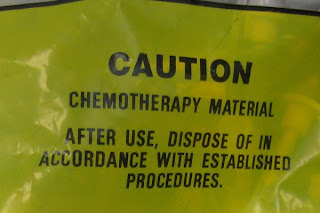 CAUTION
CHEMOTHERAPY MATERIAL
AFTER USE, DISPOSE OF IN
ACCORDANCE WITH ESTABLISHED
PROCEDURES.